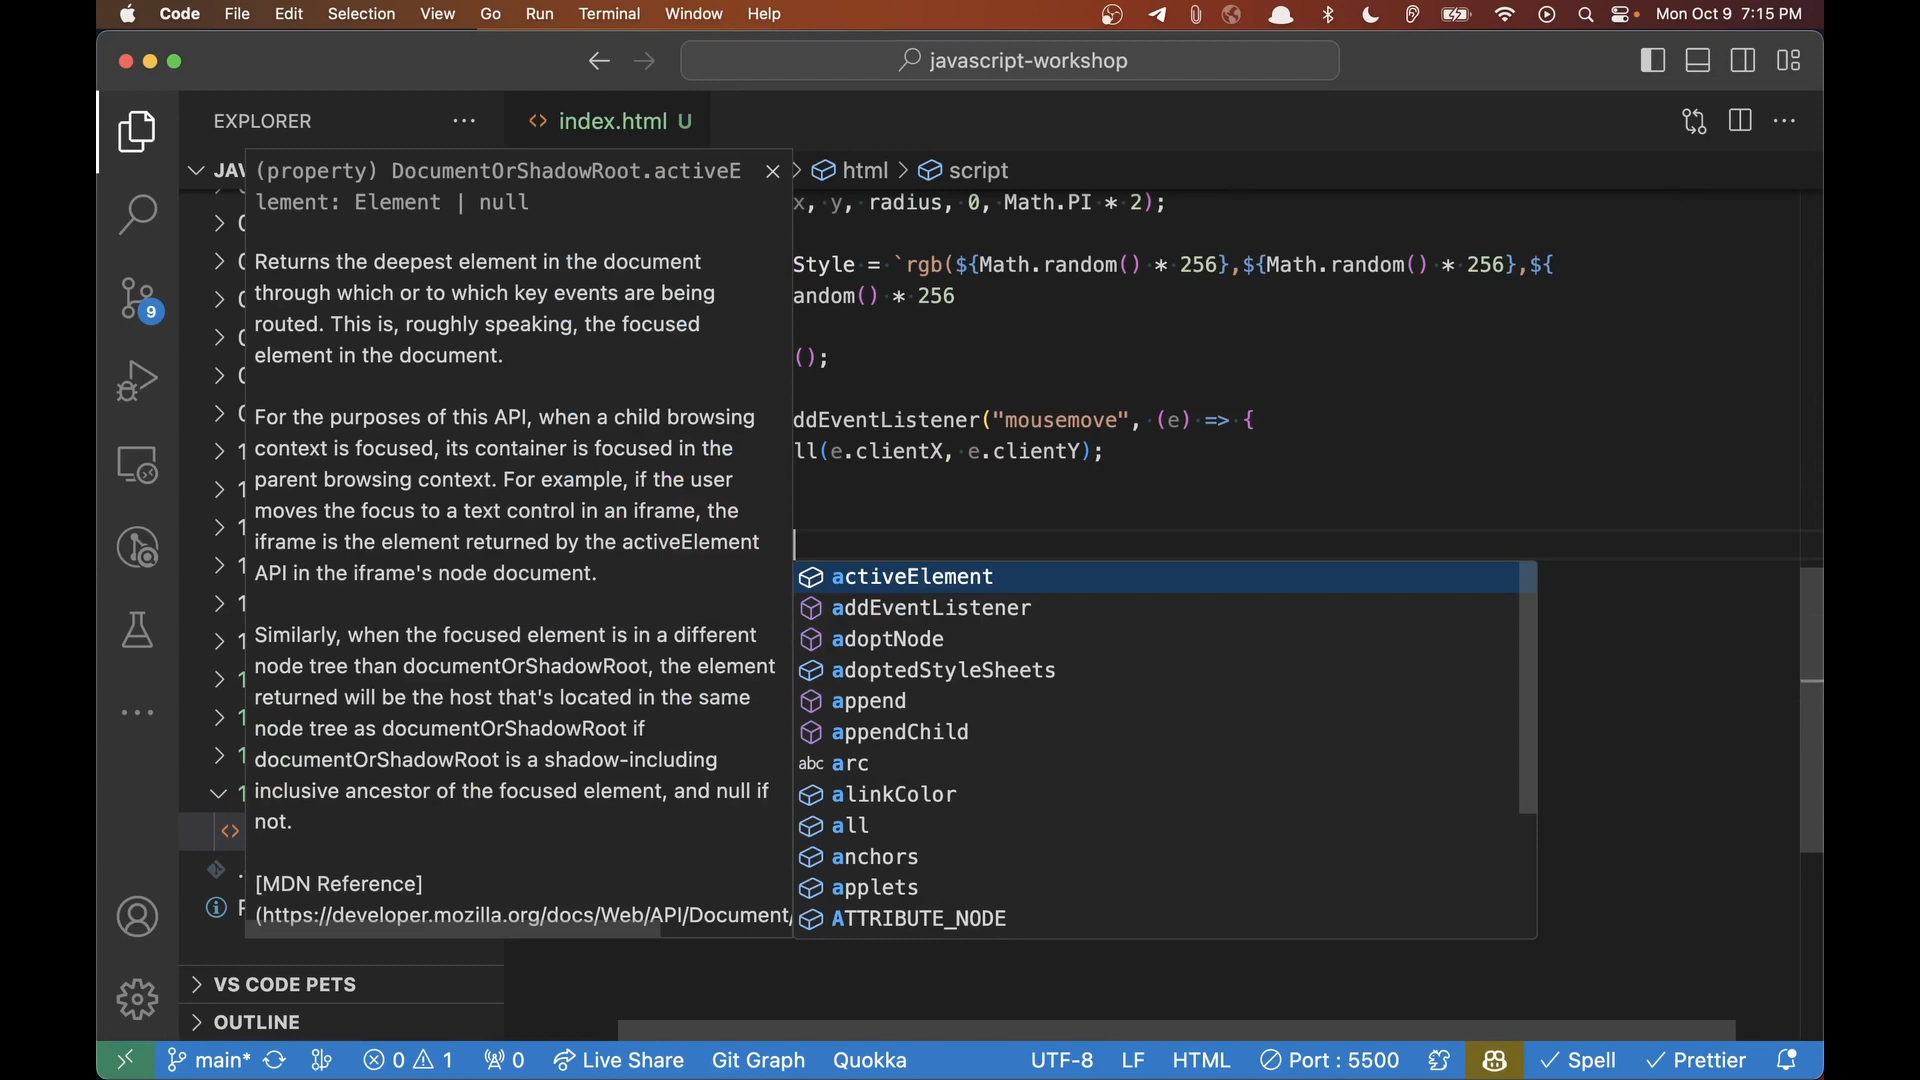 Code File Edit Selection View Go Run Terminal Window Help Mon Oct 9 7:15 PM
javascript-workshop
EXPLORER
index.html U
JAV
html > script
(property) DocumentOrShadowRoot.activeE
lement: Element | null
Returns the deepest element in the document
through which or to which key events are being
routed. This is, roughly speaking, the focused
element in the document.
For the purposes of this API, when a child browsing
context is focused, its container is focused in the
parent browsing context. For example, if the user
moves the focus to a text control in an iframe, the
iframe is the element returned by the activeElement
API in the iframe's node document.
Similarly, when the focused element is in a different
node tree than documentOrShadowRoot, the element
returned will be the host that's located in the same
node tree as documentOrShadowRoot if
documentOrShadowRoot is a shadow-including
inclusive ancestor of the focused element, and null if
not.
[MDN Reference]
(https://developer.mozilla.org/docs/Web/API/Document/
x, y, radius, 0, Math.PI * 2);
Style = `rgb(${Math.random() * 256},${Math.random() * 256},${
andom() * 256
();
ddEventListener("mousemove", (e) => {
ll(e.clientX, e.clientY);
activeElement
addEventListener
adoptNode
adoptedStyleSheets
append
appendChild
abc arc
alinkColor
all
anchors
applets
ATTRIBUTE_NODE
9
VS CODE PETS
OUTLINE
main* 0 1 0 Live Share Git Graph Quokka UTF-8 LF HTML Port : 5500 Spell Prettier